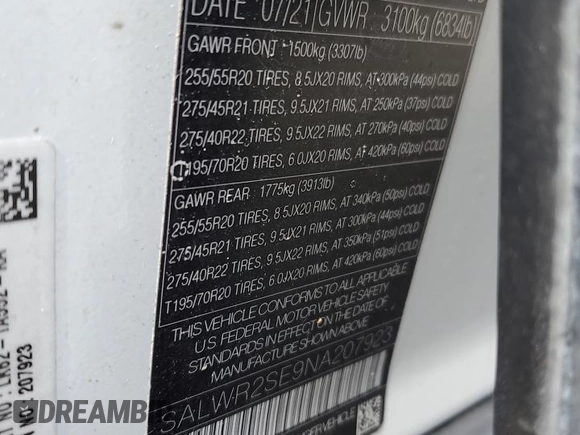 DATE 07/21 GVWR 3100kg (6834lb)
GAWR FRONT 1500kg (3307lb)
255/55R20 TIRES, 8.5JX20 RIMS, AT 300kPa (44psi) COLD
275/45R21 TIRES, 9.5JX21 RIMS, AT 250kPa (37psi) COLD
275/40R22 TIRES, 9.5JX22 RIMS, AT 270kPa (40psi) COLD
T195/70R20 TIRES, 6.0JX20 RIMS, AT 420kPa (60psi) COLD
GAWR REAR 1775kg (3913lb)
255/55R20 TIRES, 8.5JX20 RIMS, AT 340kPa (50psi) COLD
275/45R21 TIRES, 9.5JX21 RIMS, AT 300kPa (44psi) COLD
275/40R22 TIRES, 9.5JX22 RIMS, AT 350kPa (51psi) COLD
T195/70R20 TIRES, 6.0JX20 RIMS, AT 420kPa (60psi) COLD
THIS VEHICLE CONFORMS TO ALL APPLICABLE
U.S. FEDERAL MOTOR VEHICLE SAFETY
STANDARDS IN EFFECT ON THE DATE OF
MANUFACTURE SHOWN ABOVE
SALWR2SE9NA207923
207923
DREAMBID